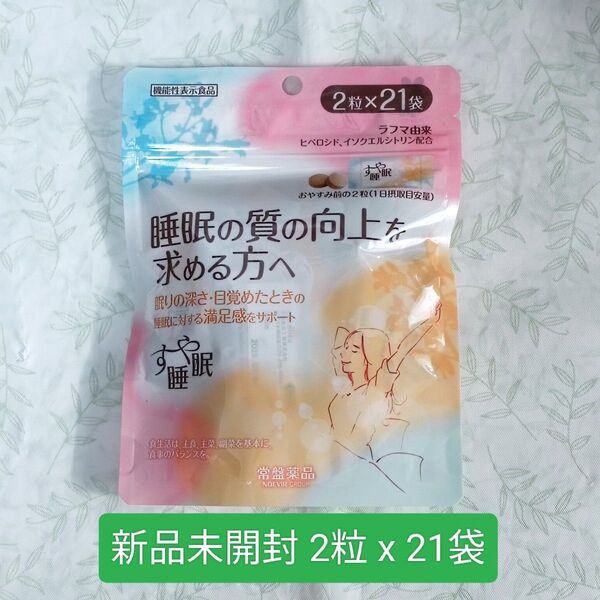 機能性表示食品
2粒×21袋
ラフマ由来
ヒペロシド、イソクエルシトリン配合
すや睡眠
おやすみ前の2粒(1日摂取目安量)
睡眠の質の向上を
求める方へ
眠りの深さ・目覚めたときの
睡眠に対する満足感をサポート
すや
睡眠
食生活は、主食、主菜、副菜を基本に、
食事のバランスを。
常盤薬品
NOEVIR GROUP
新品未開封 2粒 x 21袋